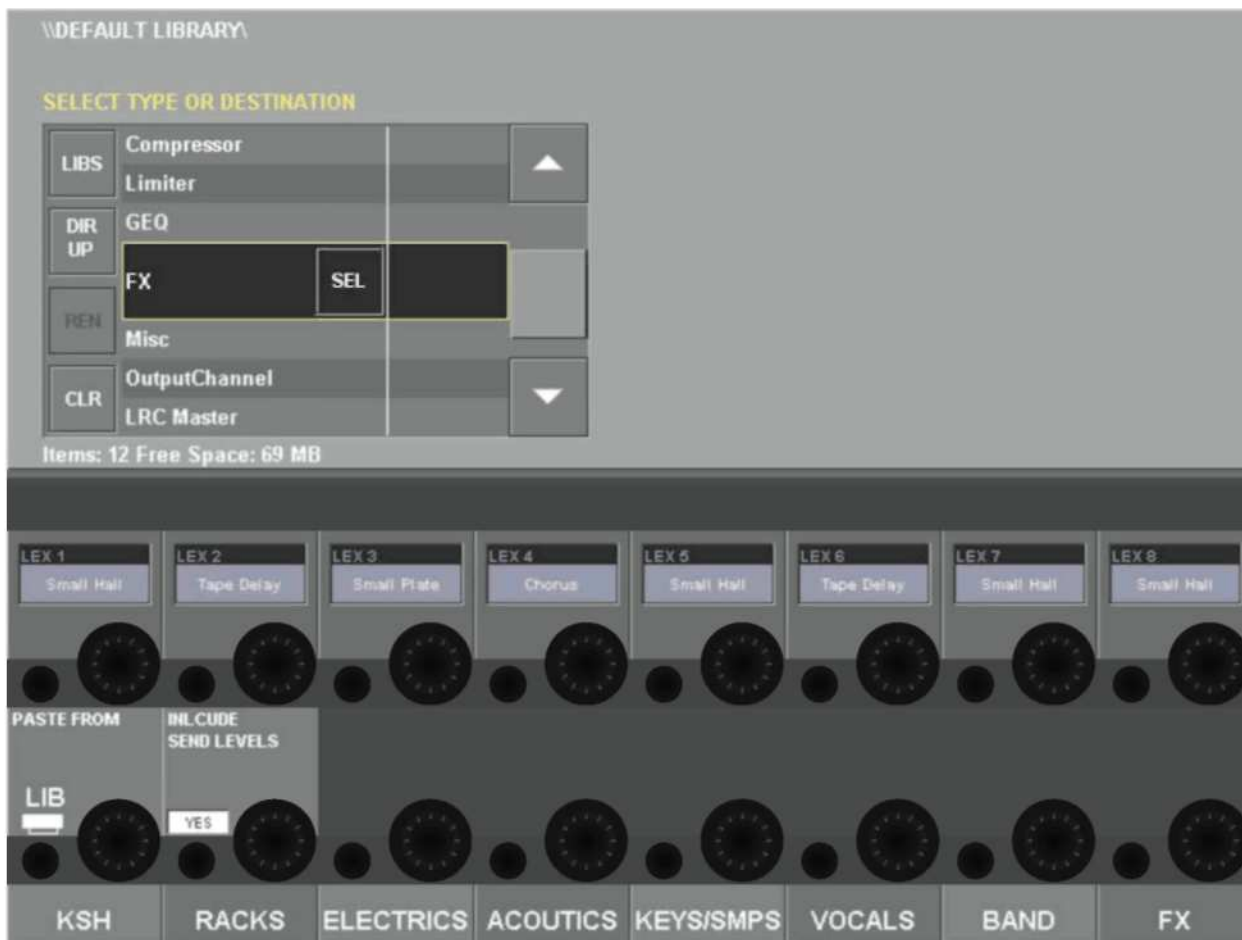 \\DEFAULT LIBRARY\
SELECT TYPE OR DESTINATION
LIBS
DIR UP
REN
CLR
Compressor
Limiter
GEQ
FX SEL
Misc
OutputChannel
LRC Master
Items: 12 Free Space: 69 MB
LEX 1 LEX 2 LEX 3 LEX 4 LEX 5 LEX 6 LEX 7 LEX 8
Small Hall Tape Delay Small Plate Chorus Small Hall Tape Delay Small Hall Small Hall
PASTE FROM
LIB
INLCUDE
SEND LEVELS
YES
KSH RACKS ELECTRICS ACOUTICS KEYS/SMPS VOCALS BAND FX